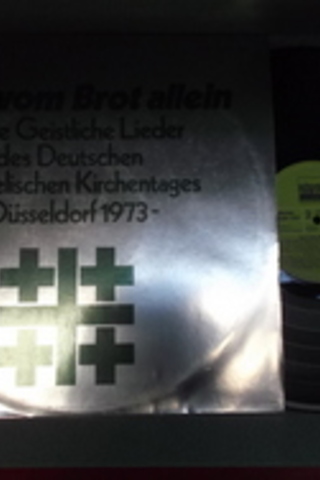 vom Brot allein
e Geistliche Lieder
des Deutschen
elischen Kirchentages
Düsseldorf 1973-